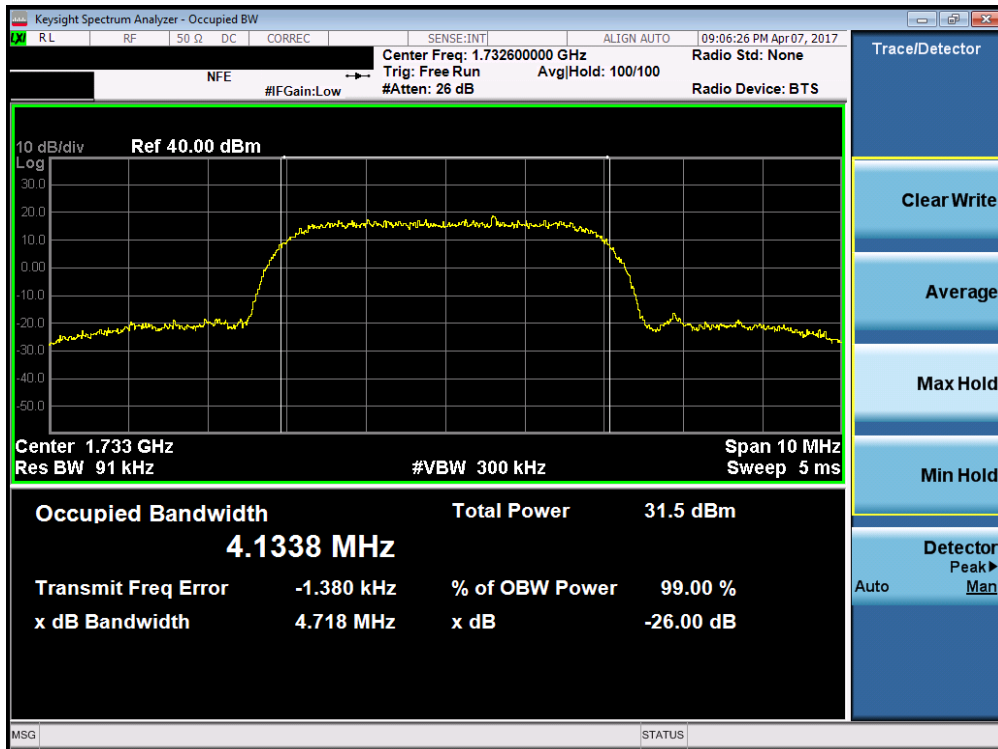 Keysight Spectrum Analyzer - Occupied BW
LXI RL RF 50 Ω DC CORREC SENSE:INT ALIGN AUTO 09:06:26 PM Apr 07, 2017
Center Freq: 1.732600000 GHz Radio Std: None
NFE Trig: Free Run Avg|Hold: 100/100
#IFGain:Low #Atten: 26 dB Radio Device: BTS
10 dB/div Ref 40.00 dBm
Log
30.0
20.0
10.0
0.00
-10.0
-20.0
-30.0
-40.0
-50.0
Center 1.733 GHz Span 10 MHz
Res BW 91 kHz #VBW 300 kHz Sweep 5 ms
Occupied Bandwidth Total Power 31.5 dBm
4.1338 MHz
Transmit Freq Error -1.380 kHz % of OBW Power 99.00 %
x dB Bandwidth 4.718 MHz x dB -26.00 dB
Trace/Detector
Clear Write
Average
Max Hold
Min Hold
Detector
Peak▶
Auto Man
MSG STATUS